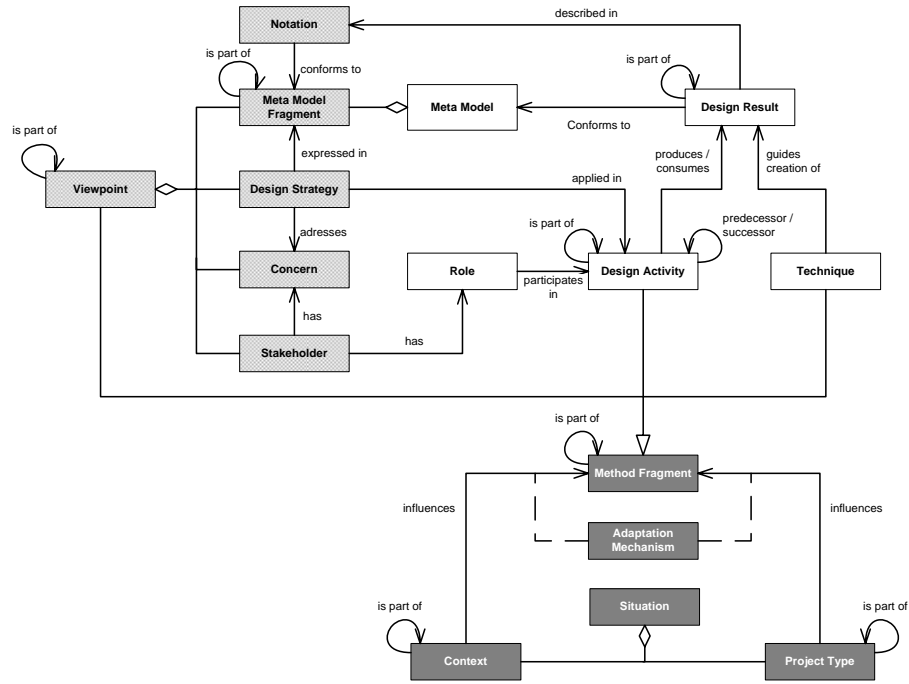 described in
Notation
is part of
conforms to
is part of
Meta Model
Fragment
Meta Model
Design Result
Conforms to
is part of
expressed in
produces /
consumes
guides
creation of
Viewpoint
Design Strategy
applied in
is part of
predecessor /
successor
adresses
Concern
Role
participates
in
Design Activity
Technique
has
Stakeholder
has
is part of
Method Fragment
influences
influences
Adaptation
Mechanism
Situation
is part of
is part of
Context
Project Type